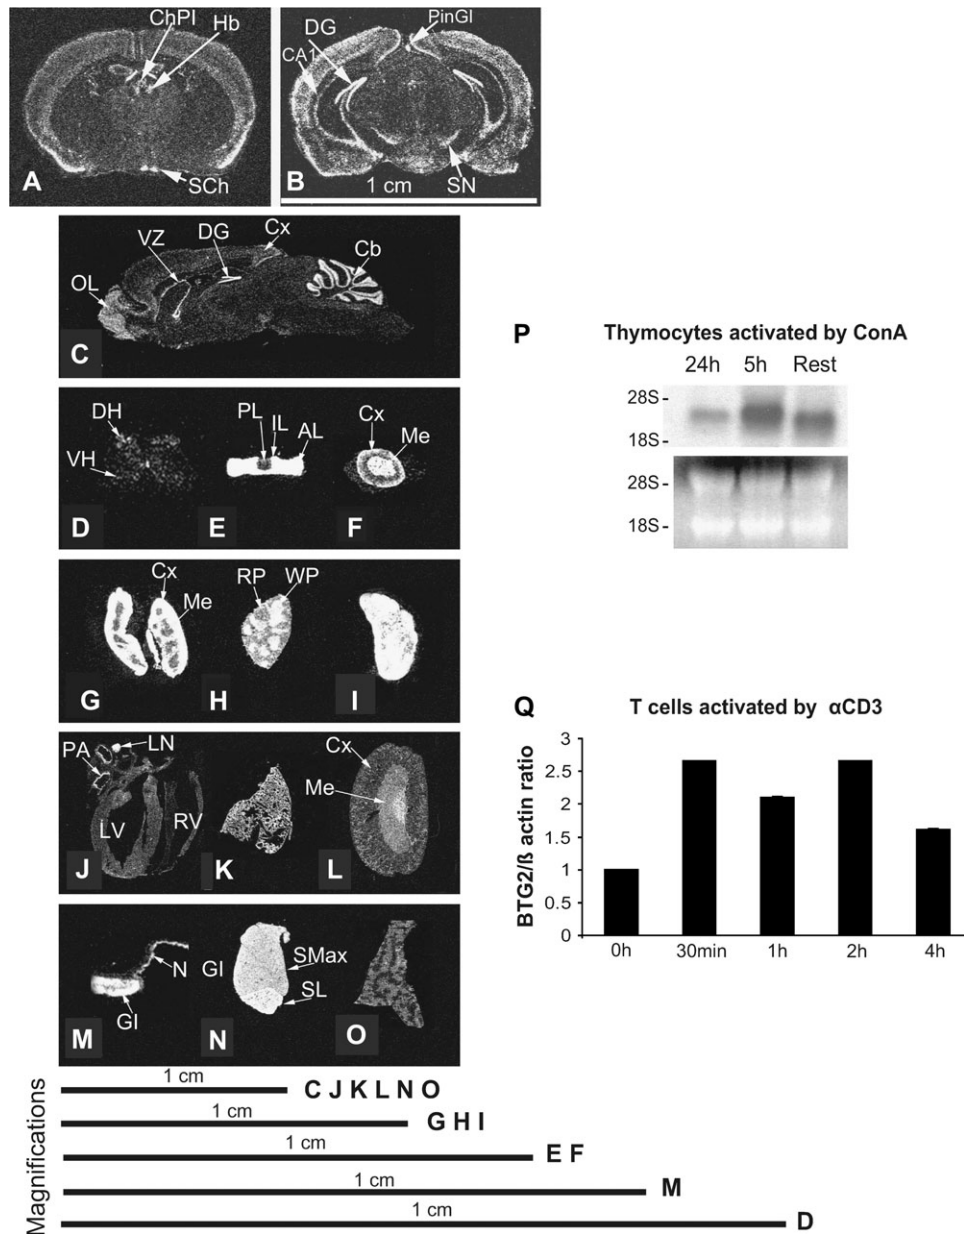 ChPl Hb
DG PinGl
CA1
A SCh
B SN
1 cm
VZ DG Cx
OL Cb
C
DH PL IL AL Cx Me
VH
D E F
Cx RP WP
Me
G H I
PA LN Cx
Me
LV RV
J K L
N GI SMax
SL
GI
M N O
Magnifications
1 cm C J K L N O
1 cm G H I
1 cm E F
1 cm M
1 cm D
P Thymocytes activated by ConA
24h 5h Rest
28S-
18S-
28S-
18S-
Q T cells activated by αCD3
BTG2/ß actin ratio
3
2.5
2
1.5
1
0.5
0
0h 30min 1h 2h 4h